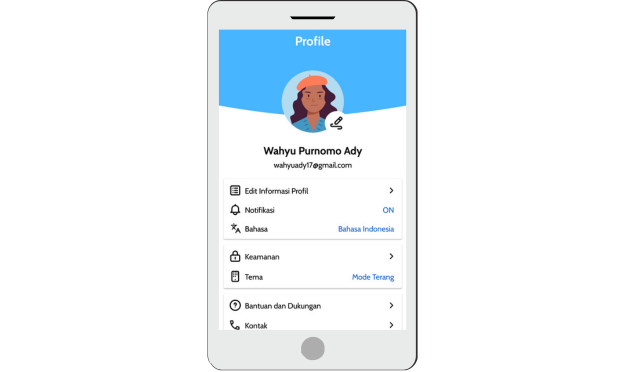 Profile
Wahyu Purnomo Ady
wahyuady17@gmail.com
Edit Informasi Profil
Notifikasi ON
Bahasa Bahasa Indonesia
Keamanan
Tema Mode Terang
Bantuan dan Dukungan
Kontak